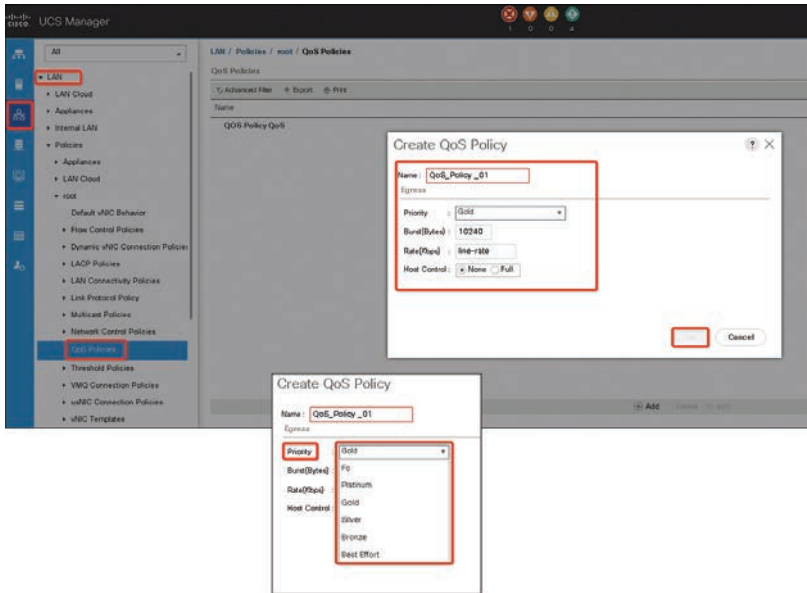 cisco
UCS Manager
1 0 0 4
All
LAN
LAN Cloud
Appliances
Internal LAN
Policies
Appliances
LAN Cloud
root
Default vNIC Behavior
Flow Control Policies
Dynamic vNIC Connection Policies
LACP Policies
LAN Connectivity Policies
Link Protocol Policy
Multicast Policies
Network Control Policies
QoS Policies
Threshold Policies
VMQ Connection Policies
usNIC Connection Policies
vNIC Templates
LAN / Policies / root / QoS Policies
QoS Policies
Advanced Filter Export Print
Name
QOS Policy QoS
Add
Create QoS Policy
? X
Name : QoS_Policy _01
Egress
Priority : Gold
Burst(Bytes) : 10240
Rate(Kbps) : line-rate
Host Control : None Full
Cancel
Create QoS Policy
Name : QoS_Policy _01
Egress
Priority : Gold
Burst(Bytes) :
Rate(Kbps) :
Host Control :
Fc
Platinum
Gold
Silver
Bronze
Best Effort